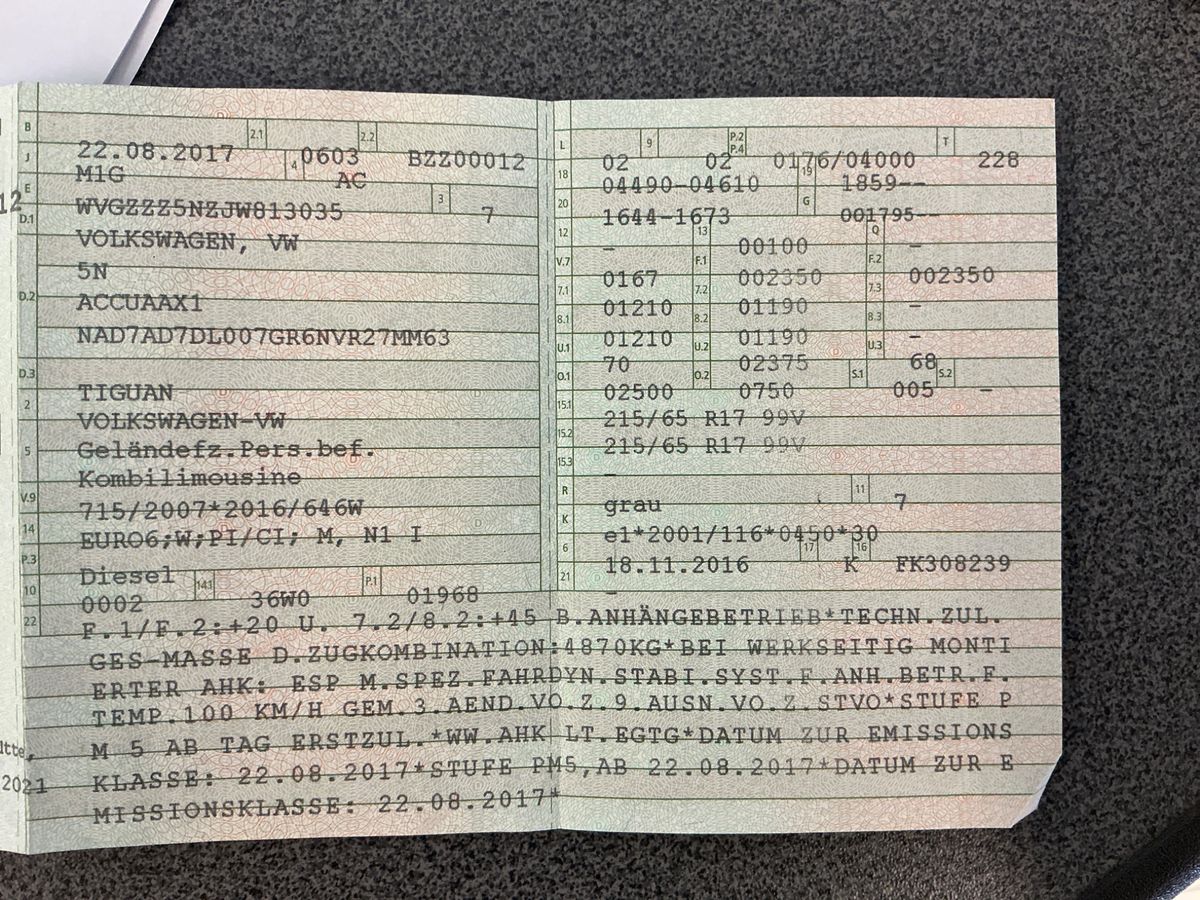 B 22.08.2017 2.1 0603 2.2 BZZ00012
J M1G 4 AC
E WVGZZZ5NZJW813035 3 7
D.1 VOLKSWAGEN, VW
5N
D.2 ACCUAAX1
NAD7AD7DL007GR6NVR27MM63
D.3 TIGUAN
2 VOLKSWAGEN-VW
5 Geländefz.Pers.bef.
Kombilimousine
V.9 715/2007*2016/646W
14 EURO6;W;PI/CI; M, N1 I
P.3 Diesel
10 0002 14.1 36W0 P.1 01968
L 02 9 02 P.2 P.4 0176/04000 T 228
18 04490-04610 19 1859--
20 1644-1673 G 001795--
12 - 13 00100 Q -
V.7 0167 F.1 002350 F.2 002350
7.1 01210 7.2 01190 7.3 -
8.1 01210 8.2 01190 8.3 -
U.1 70 U.2 02375 U.3 68
O.1 02500 O.2 0750 S.1 005 S.2 -
15.1 215/65 R17 99V
15.2 215/65 R17 99V
15.3 -
R grau 11 7
K e1*2001/116*0450*30
6 18.11.2016 17 K 16 FK308239
21 -
22 F.1/F.2:+20 U. 7.2/8.2:+45 B.ANHÄNGEBETRIEB*TECHN.ZUL.
GES-MASSE D.ZUGKOMBINATION:4870KG*BEI WERKSEITIG MONTI
ERTER AHK: ESP M.SPEZ.FAHRDYN.STABI.SYST.F.ANH.BETR.F.
TEMP.100 KM/H GEM.3.AEND.VO.Z.9.AUSN.VO.Z.STVO*STUFE P
M 5 AB TAG ERSTZUL.*WW.AHK LT.EGTG*DATUM ZUR EMISSIONS
KLASSE: 22.08.2017*STUFE PM5,AB 22.08.2017*DATUM ZUR E
MISSIONSKLASSE: 22.08.2017*
12
2021